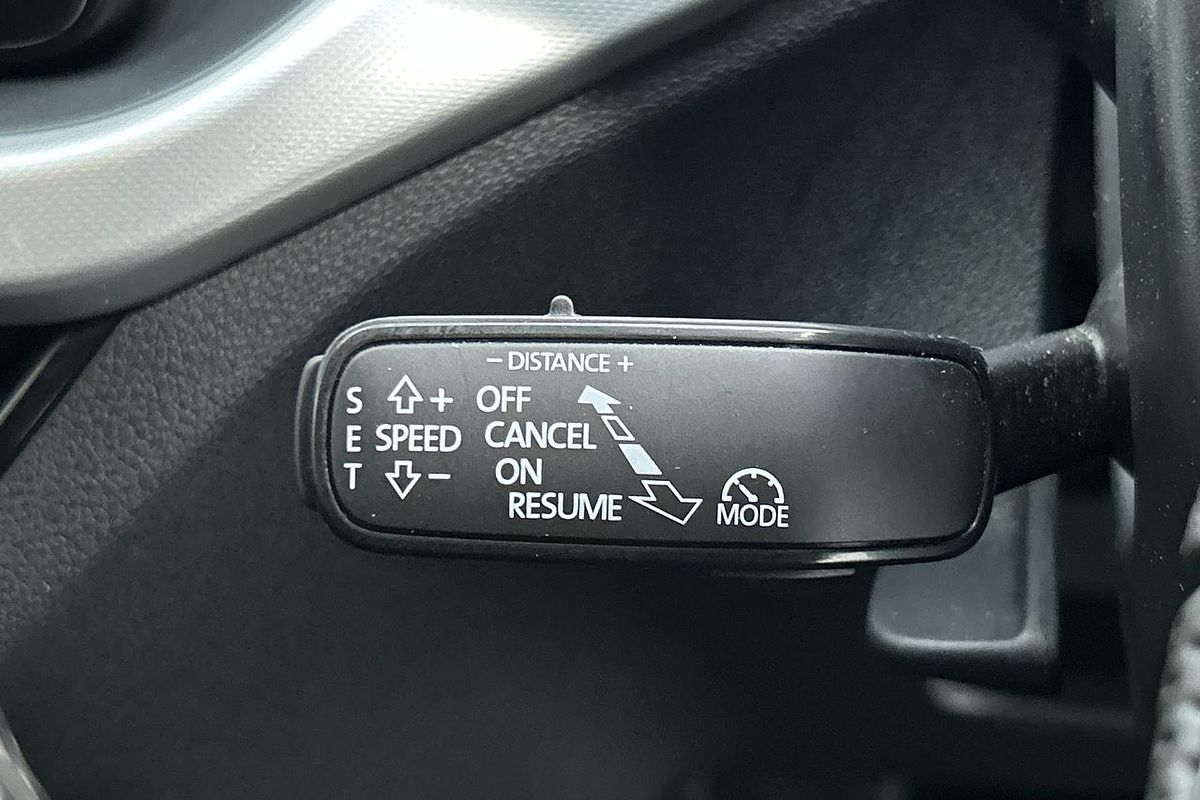 − DISTANCE +
S + OFF
E SPEED CANCEL
T − ON
RESUME
MODE